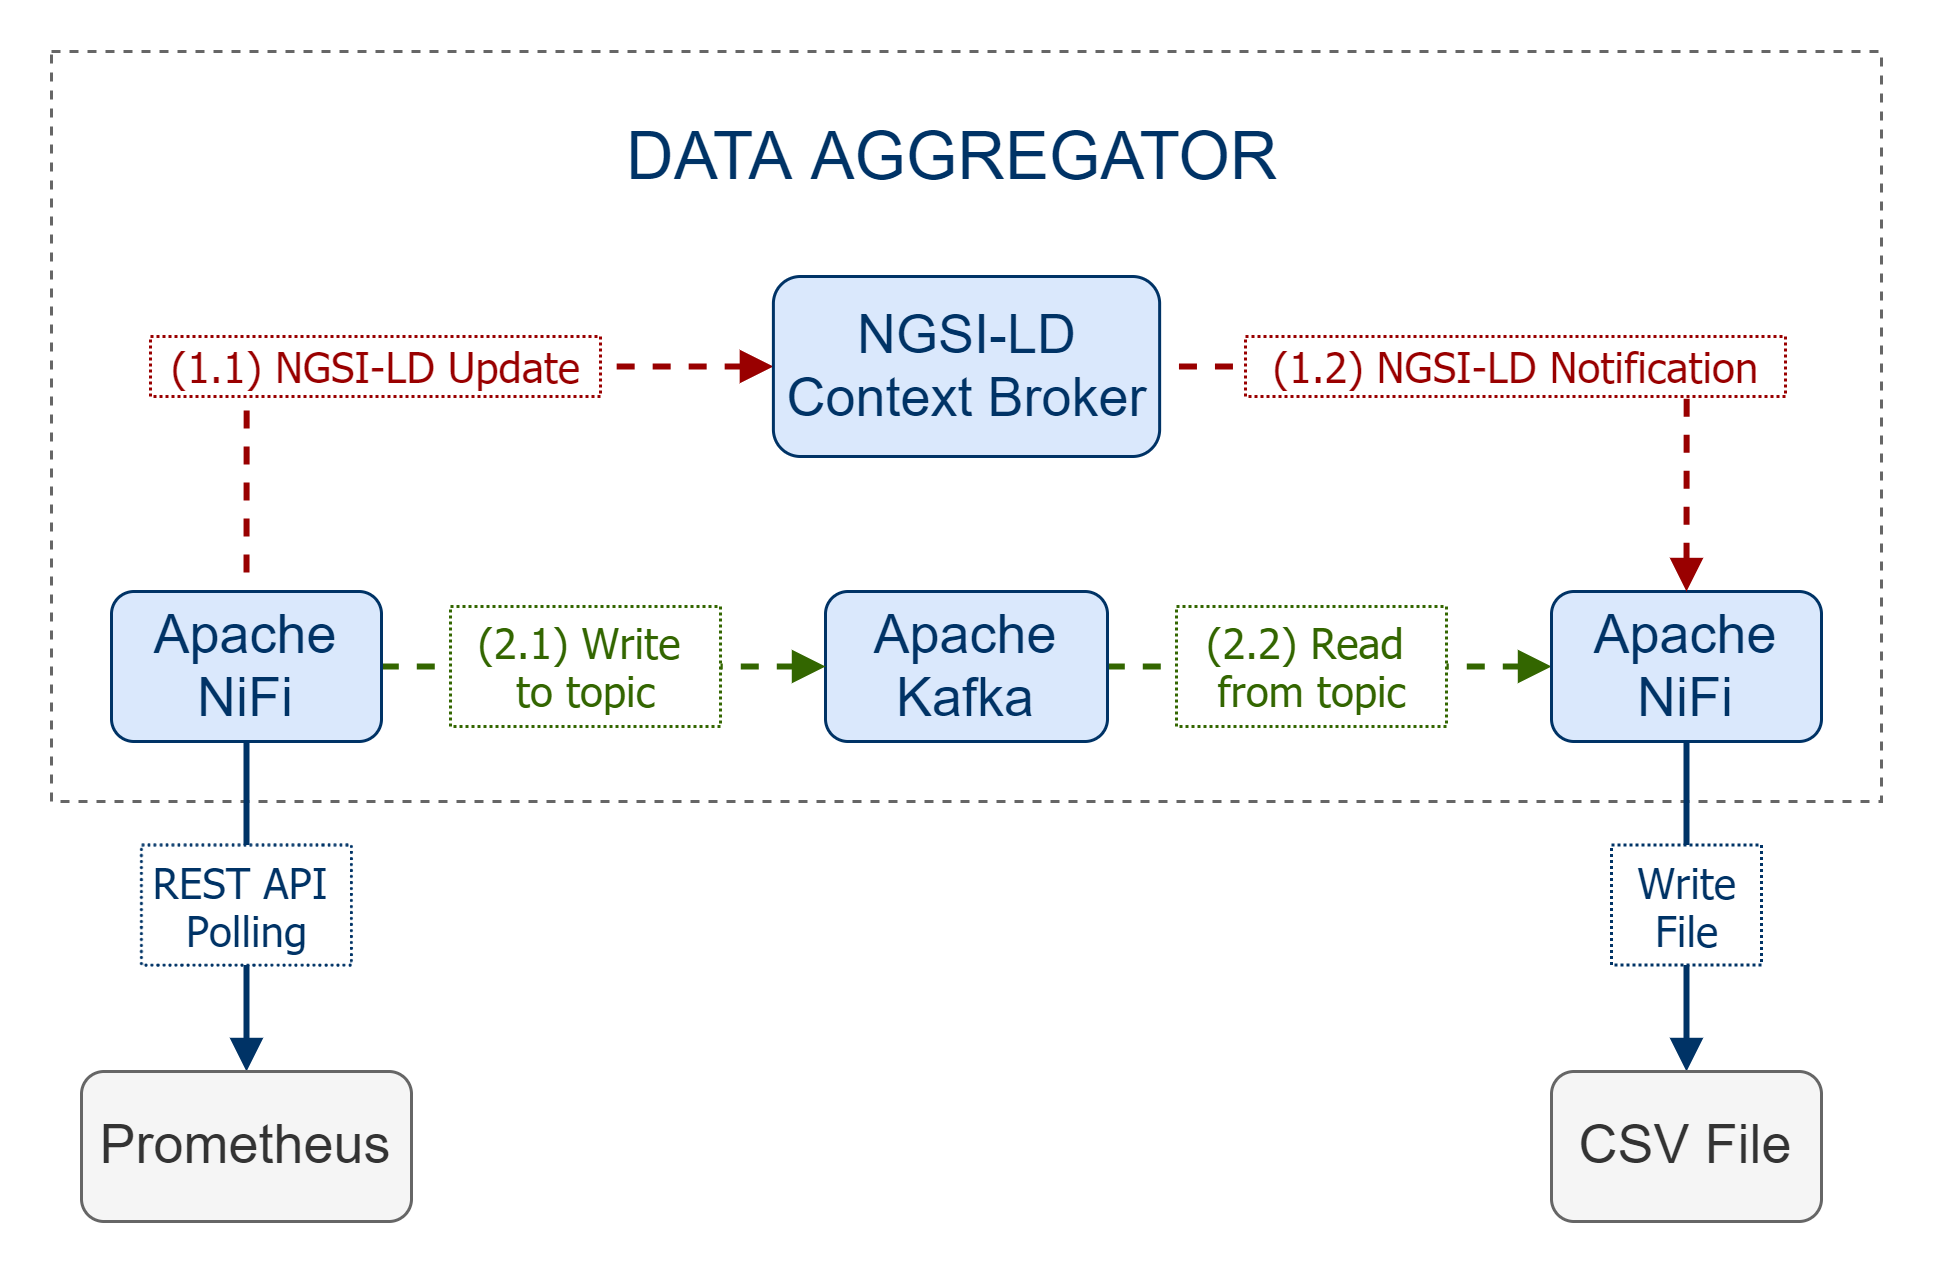 DATA AGGREGATOR
NGSI-LD
Context Broker
(1.1) NGSI-LD Update
(1.2) NGSI-LD Notification
Apache
NiFi
(2.1) Write
to topic
Apache
Kafka
(2.2) Read
from topic
Apache
NiFi
REST API
Polling
Write
File
Prometheus
CSV File